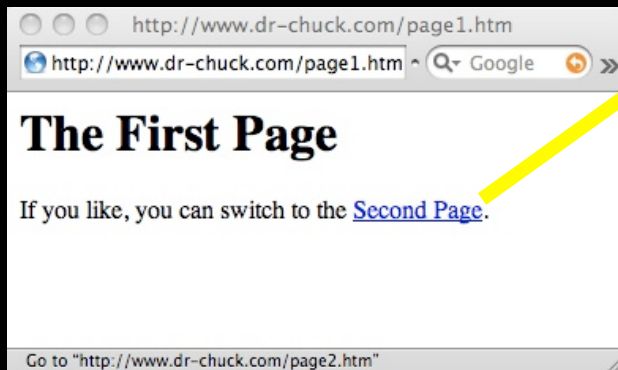 http://www.dr-chuck.com/page1.htm
http://www.dr-chuck.com/page1.htm Google
The First Page
If you like, you can switch to the Second Page.
Go to "http://www.dr-chuck.com/page2.htm"